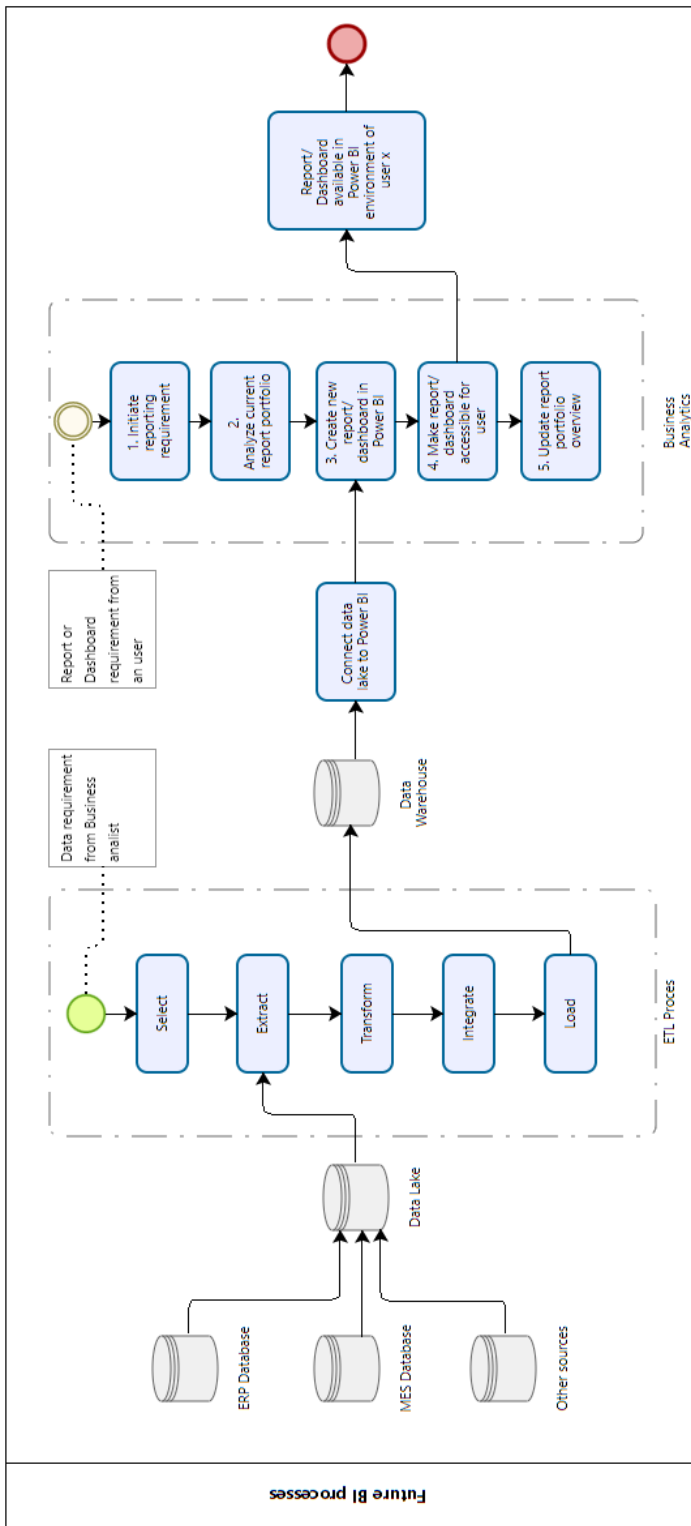 Future BI processes
ERP Database
MES Database
Other sources
Data Lake
Data requirement
from Business
analist
Select
Extract
Transform
Integrate
Load
ETL Proces
Data
Warehouse
Connect data
lake to Power BI
Report or
Dashboard
requirement from
an user
1. Initiate
reporting
requirement
2.
Analyze current
report portfolio
3. Create new
report/
dashboard in
Power BI
4. Make report/
dashboard
accessible for
user
5. Update report
portfolio
overview
Business
Analytics
Report/
Dashboard
available in
Power BI
environment of
user x